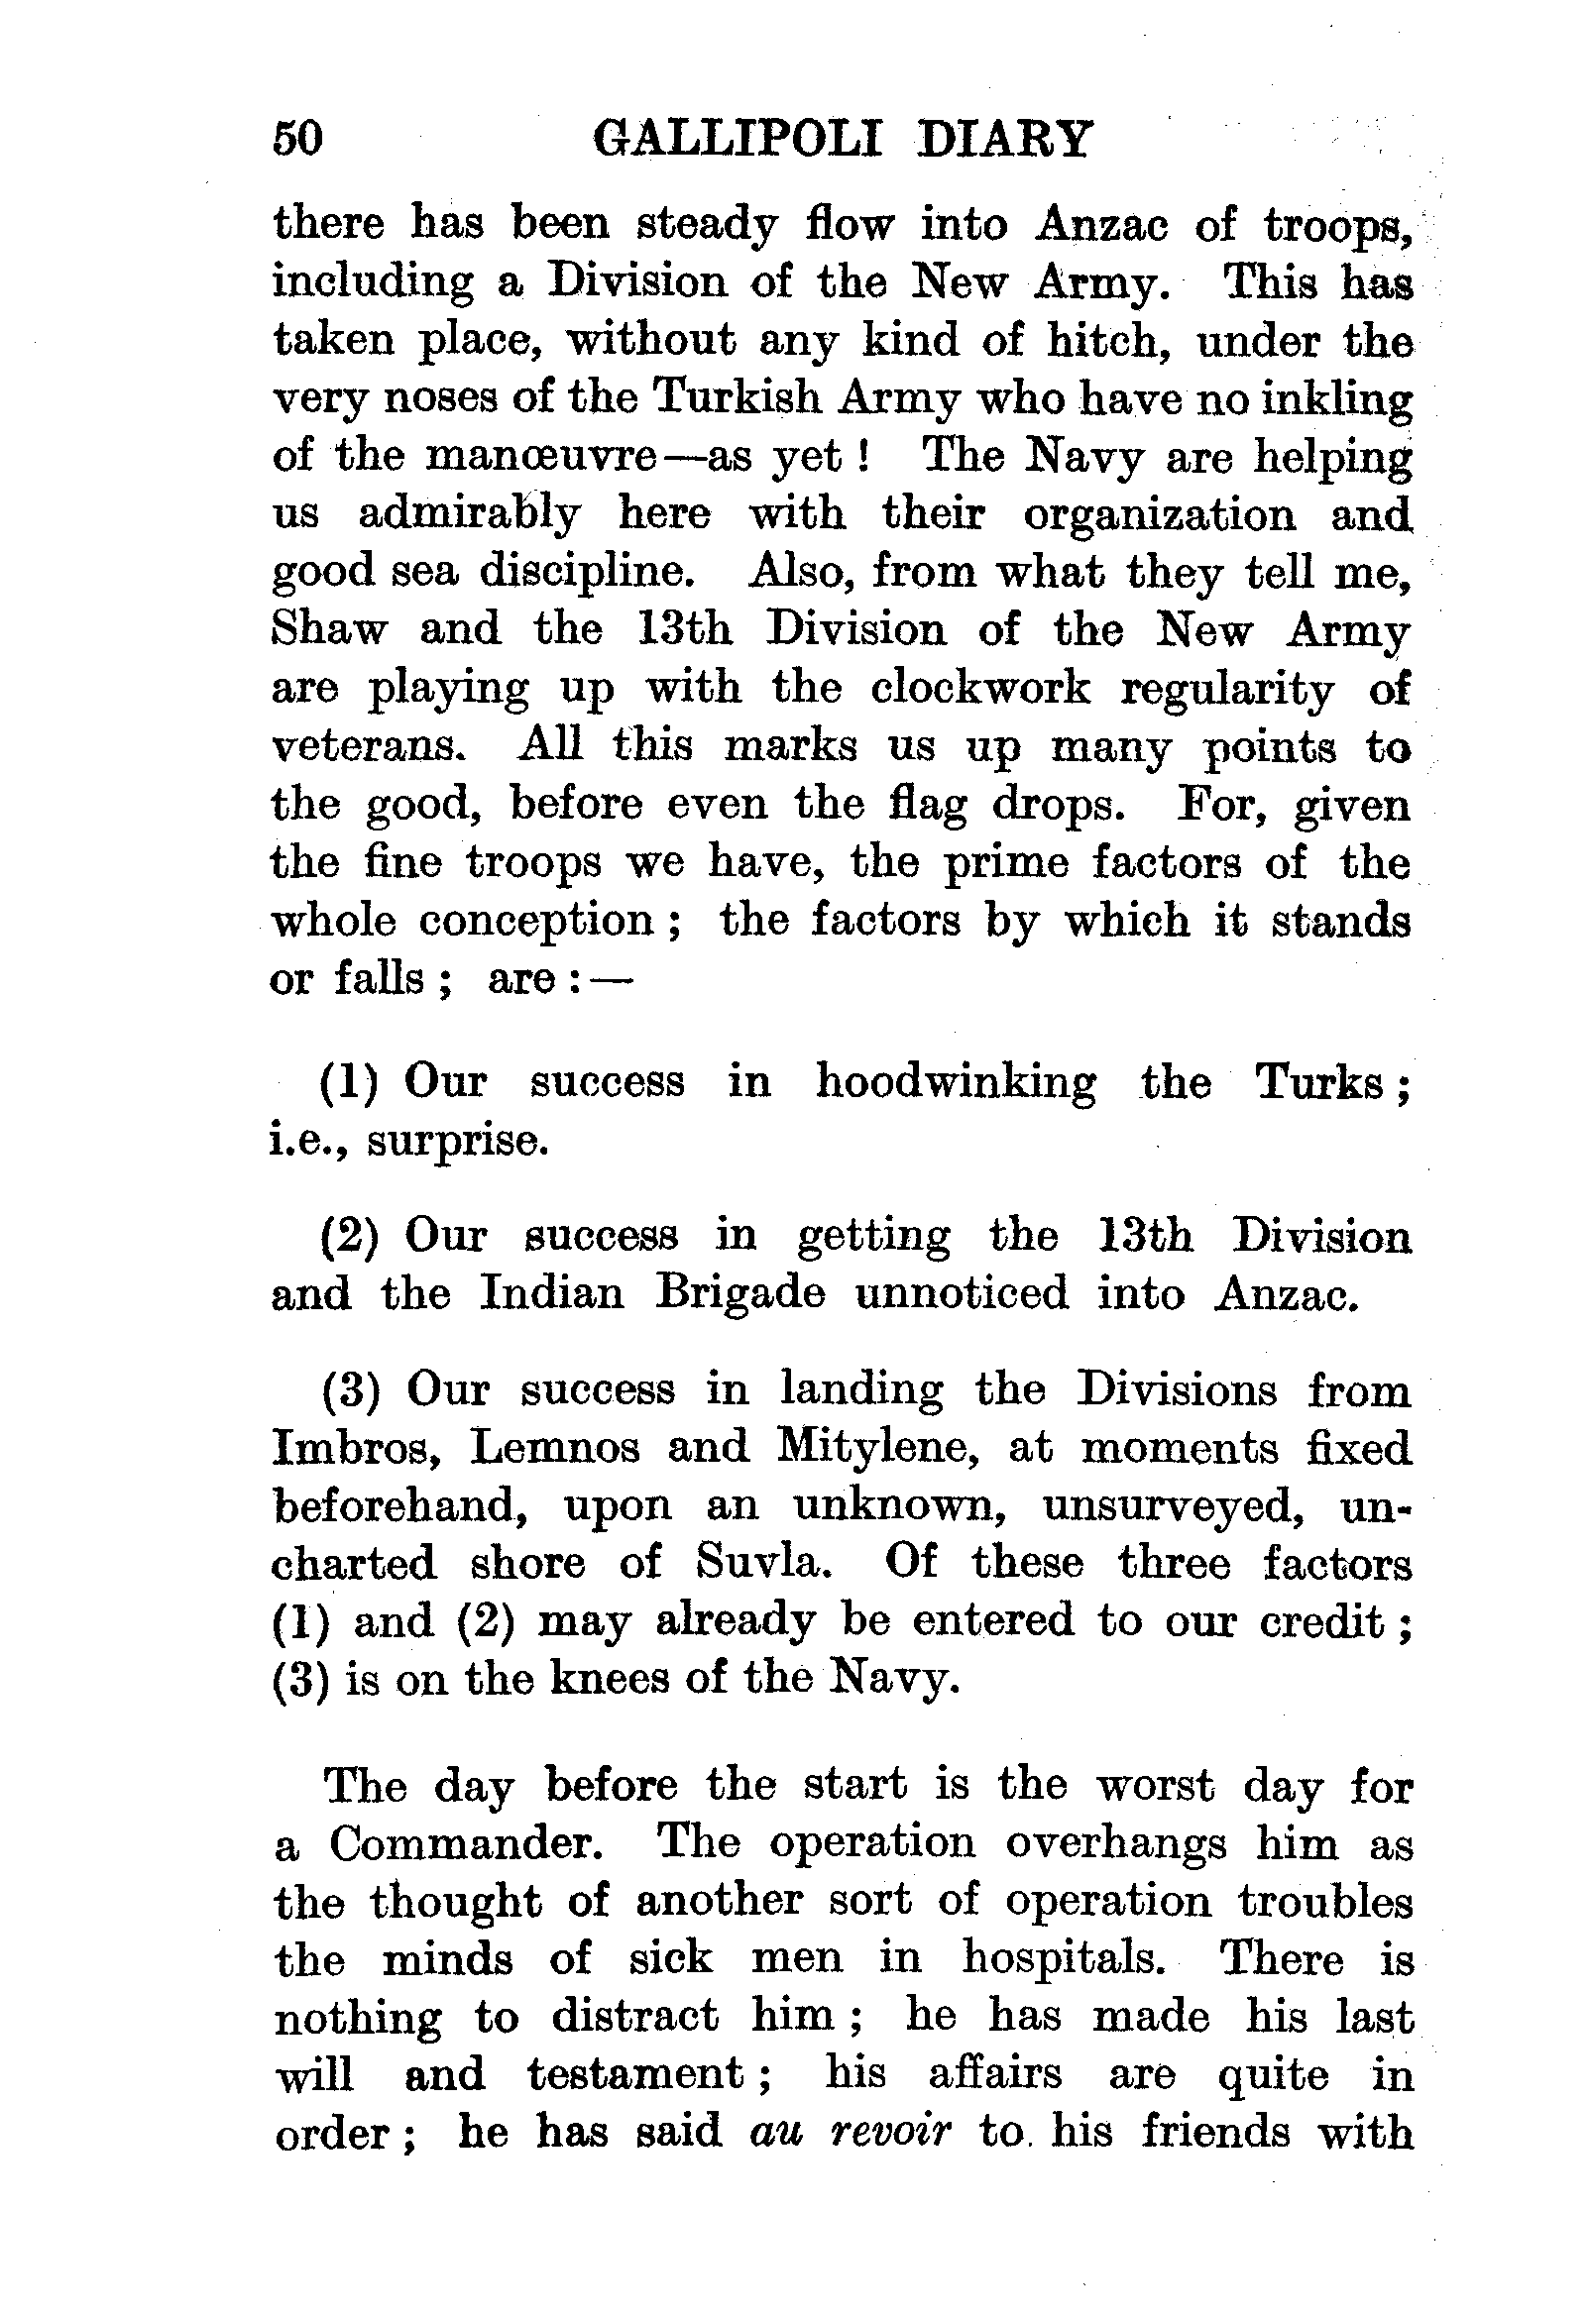 50 GALLIPOLI DIARY
there has been steady flow into Anzac of troops,
including a Division of the New Army. This has
taken place, without any kind of hitch, under the
very noses of the Turkish Army who have no inkling
of the manœuvre—as yet ! The Navy are helping
us admirably here with their organization and
good sea discipline. Also, from what they tell me,
Shaw and the 13th Division of the New Army
are playing up with the clockwork regularity of
veterans. All this marks us up many points to
the good, before even the flag drops. For, given
the fine troops we have, the prime factors of the
whole conception ; the factors by which it stands
or falls ; are :—
(1) Our success in hoodwinking the Turks ;
i.e., surprise.
(2) Our success in getting the 13th Division
and the Indian Brigade unnoticed into Anzac.
(3) Our success in landing the Divisions from
Imbros, Lemnos and Mitylene, at moments fixed
beforehand, upon an unknown, unsurveyed, un-
charted shore of Suvla. Of these three factors
(1) and (2) may already be entered to our credit ;
(3) is on the knees of the Navy.
The day before the start is the worst day for
a Commander. The operation overhangs him as
the thought of another sort of operation troubles
the minds of sick men in hospitals. There is
nothing to distract him ; he has made his last
will and testament ; his affairs are quite in
order ; he has said au revoir to his friends with